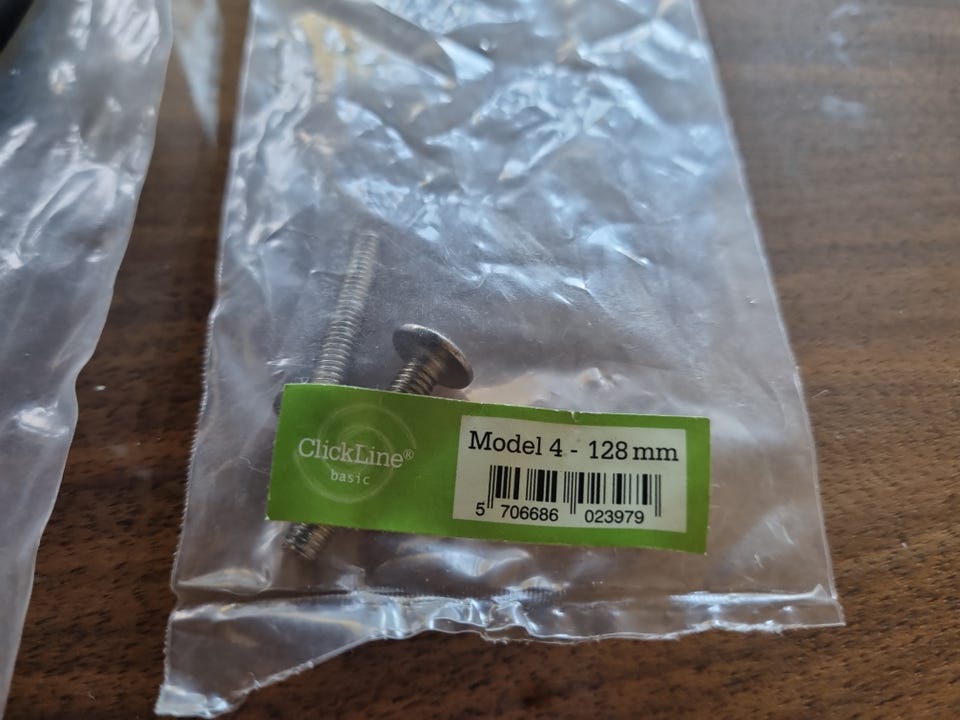 ClickLine®
basic
Model 4 - 128 mm
5 706686 023979